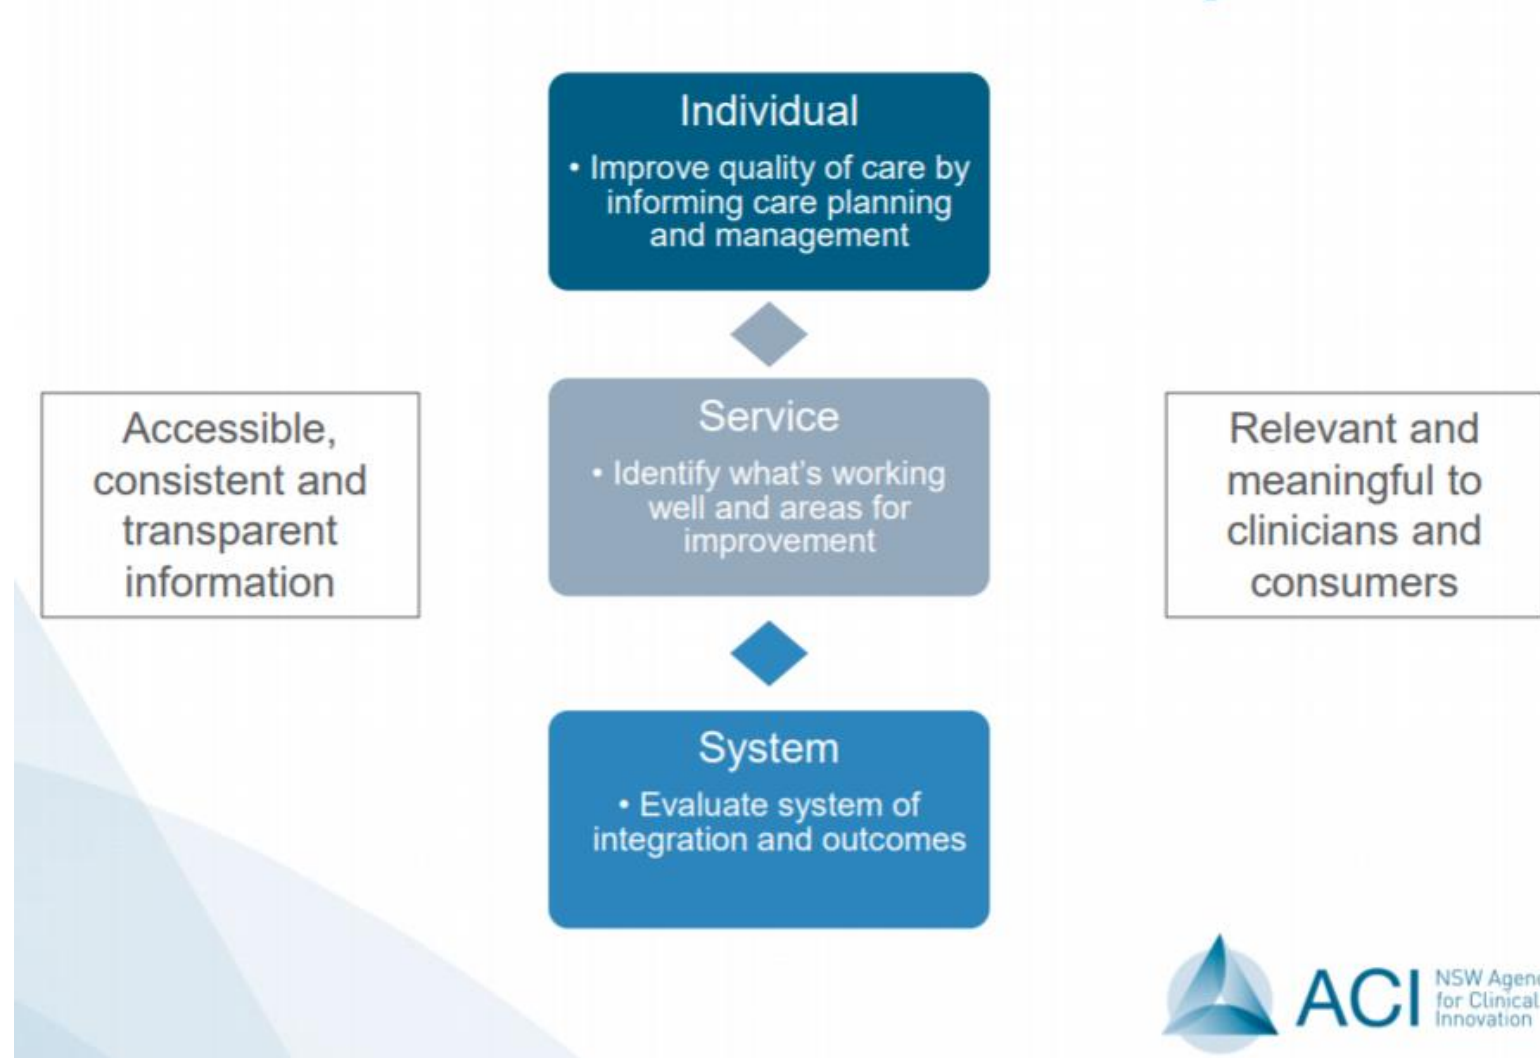 Individual
• Improve quality of care by
informing care planning
and management
Accessible,
consistent and
transparent
information
Service
• Identify what's working
well and areas for
improvement
Relevant and
meaningful to
clinicians and
consumers
System
• Evaluate system of
integration and outcomes
ACI
NSW
for Clinical
Innovation